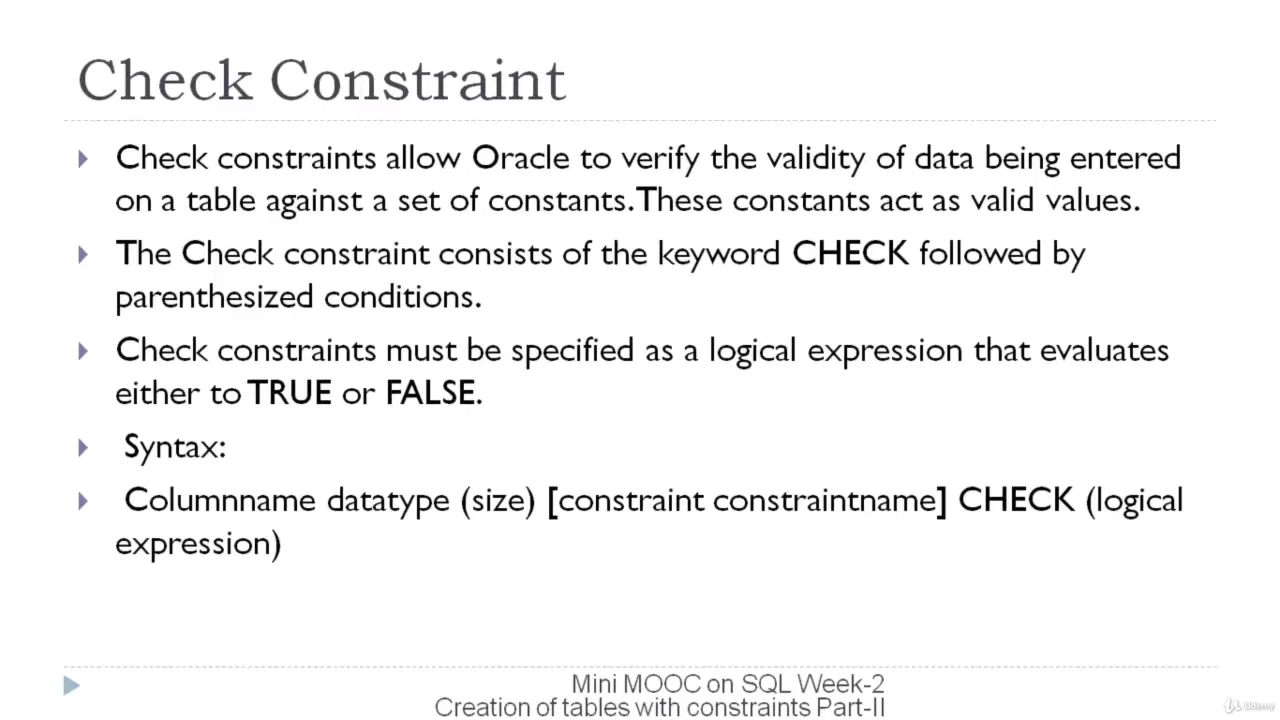 Check Constraint
Check constraints allow Oracle to verify the validity of data being entered
on a table against a set of constants.These constants act as valid values.
The Check constraint consists of the keyword CHECK followed by
parenthesized conditions.
Check constraints must be specified as a logical expression that evaluates
either to TRUE or FALSE.
Syntax:
Columnname datatype (size) [constraint constraintname] CHECK (logical
expression)
Mini MOOC on SQL Week-2
Creation of tables with constraints Part-II
Udemy